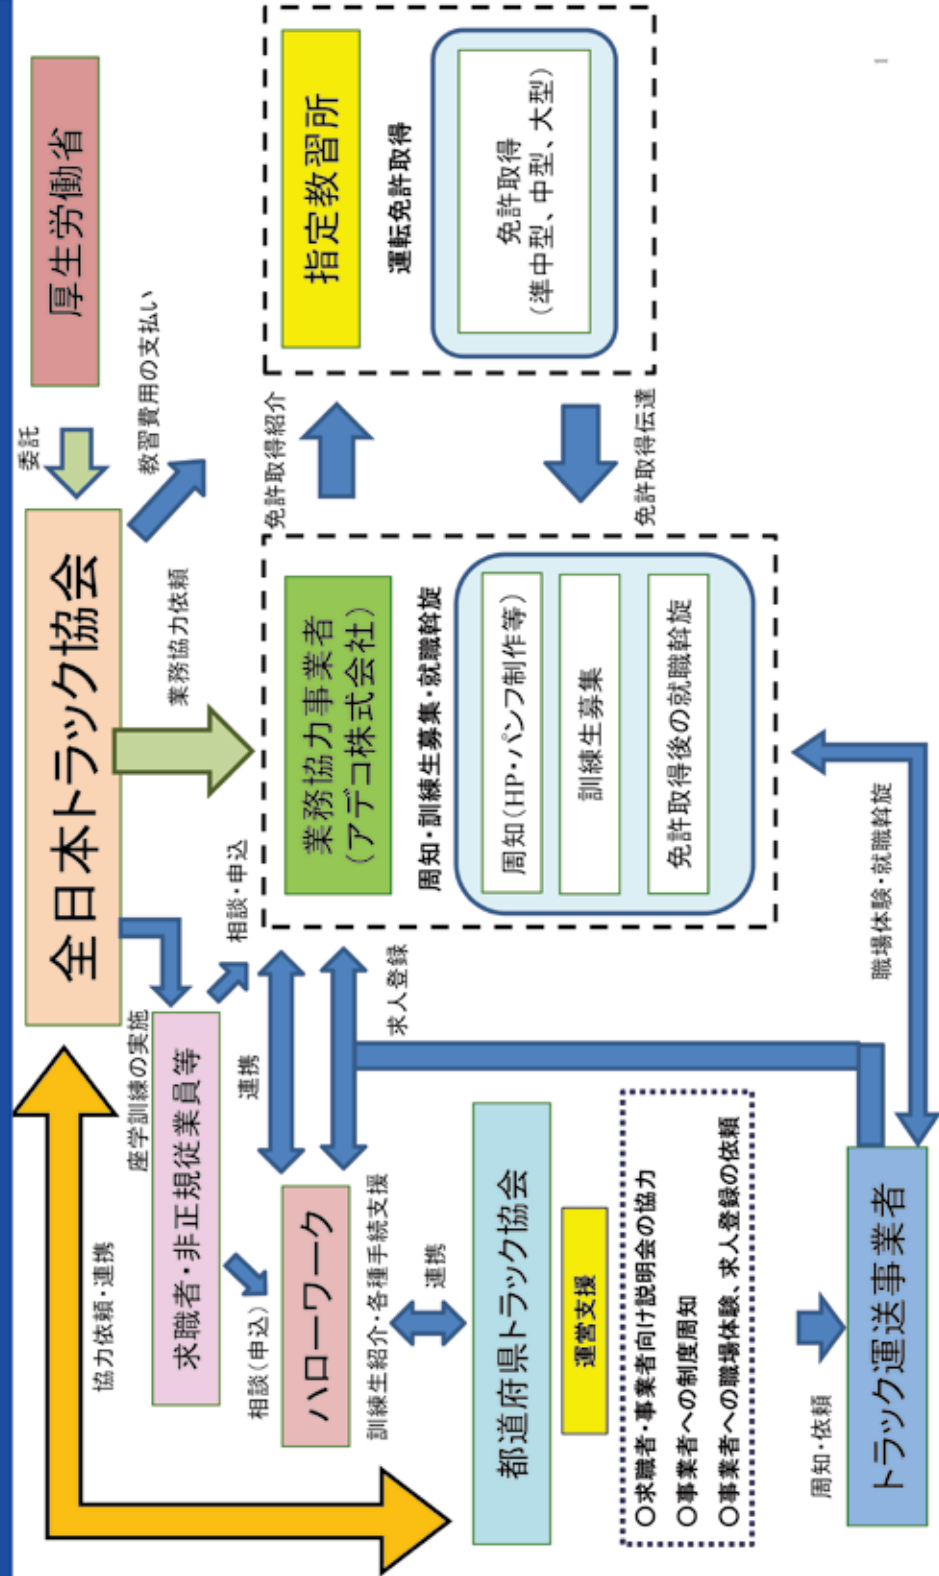 厚生労働省
委託
全日本トラック協会
教習費用の支払い
業務協力依頼
座学訓練の実施
協力依頼・連携
求職者・非正規従業員等
相談・申込
相談(申込)
連携
ハローワーク
訓練生紹介・各種手続支援
求人登録
業務協力事業者
(アデコ株式会社)
周知・訓練生募集・就職斡旋
周知(HP・パンフ制作等)
訓練生募集
免許取得後の就職斡旋
免許取得紹介
免許取得伝達
指定教習所
運転免許取得
免許取得
(準中型、中型、大型)
連携
都道府県トラック協会
運営支援
〇求職者・事業者向け説明会の協力
〇事業者への制度周知
〇事業者への職場体験、求人登録の依頼
周知・依頼
トラック運送事業者
職場体験・就職斡旋
1